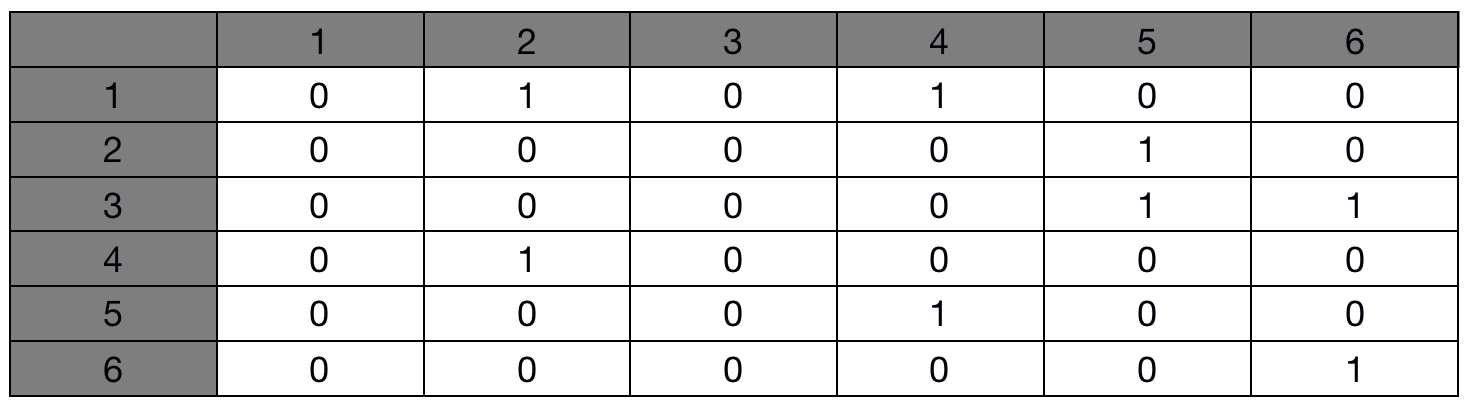 1 2 3 4 5 6
1 0 1 0 1 0 0
2 0 0 0 0 1 0
3 0 0 0 0 1 1
4 0 1 0 0 0 0
5 0 0 0 1 0 0
6 0 0 0 0 0 1